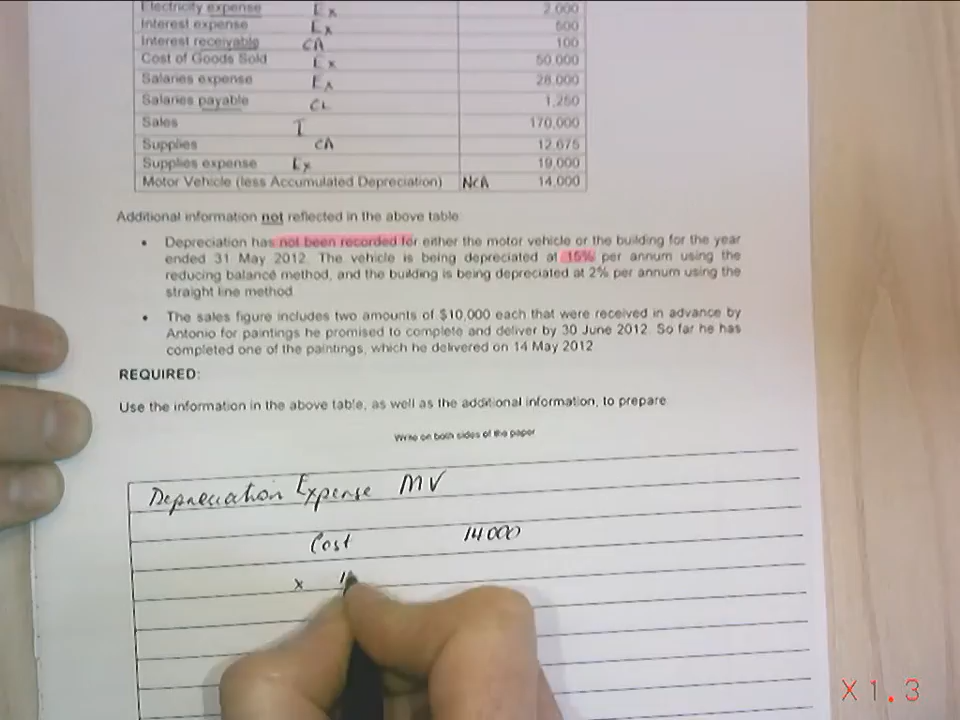 Electricity expense Ex 2,000
Interest expense Ex 600
Interest receivable CA 100
Cost of Goods Sold Ex 50,000
Salaries expense Ex 28,000
Salaries payable CL 1,250
Sales I 170,000
Supplies CA 12,675
Supplies expense Ex 19,000
Motor Vehicle (less Accumulated Depreciation) NCA 14,000
Additional information not reflected in the above table
• Depreciation has not been recorded for either the motor vehicle or the building for the year
ended 31 May 2012. The vehicle is being depreciated at 15% per annum using the
reducing balance method, and the building is being depreciated at 2% per annum using the
straight line method
• The sales figure includes two amounts of $10,000 each that were received in advance by
Antonio for paintings he promised to complete and deliver by 30 June 2012. So far he has
completed one of the paintings, which he delivered on 14 May 2012
REQUIRED:
Use the information in the above table, as well as the additional information, to prepare
Write on both sides of the paper
Depreciation Expense MV
Cost 14000
x 1
X1.3